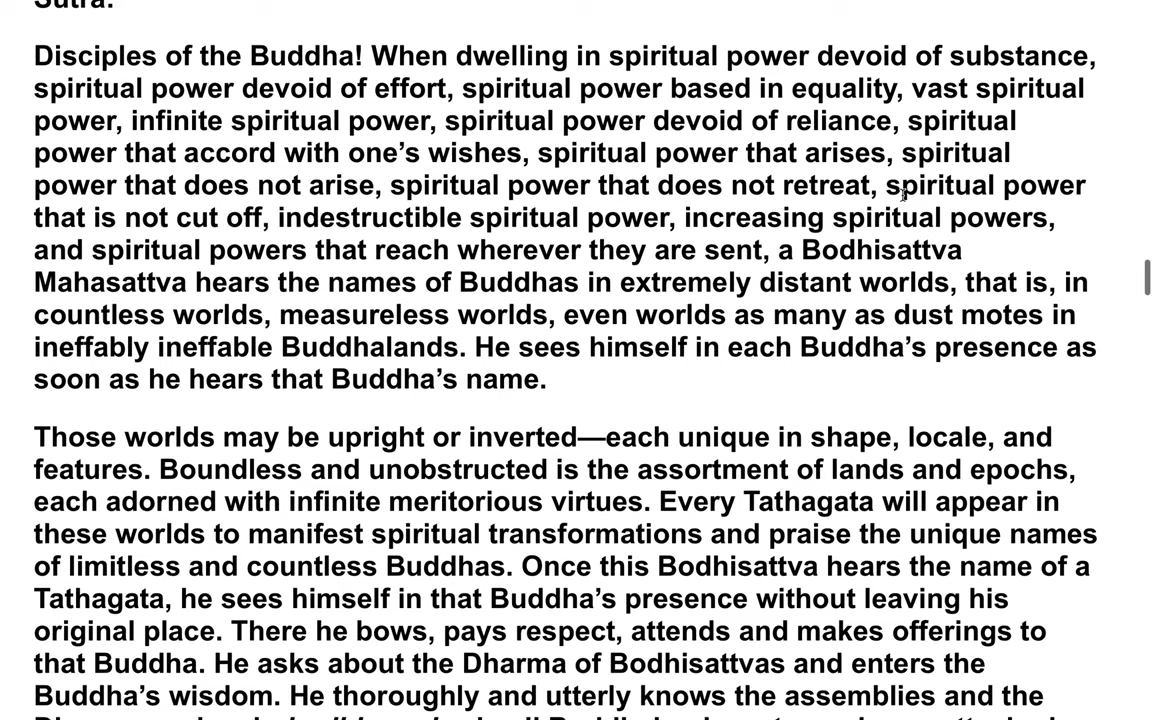 Sutra:
Disciples of the Buddha! When dwelling in spiritual power devoid of substance,
spiritual power devoid of effort, spiritual power based in equality, vast spiritual
power, infinite spiritual power, spiritual power devoid of reliance, spiritual
power that accord with one’s wishes, spiritual power that arises, spiritual
power that does not arise, spiritual power that does not retreat, spiritual power
that is not cut off, indestructible spiritual power, increasing spiritual powers,
and spiritual powers that reach wherever they are sent, a Bodhisattva
Mahasattva hears the names of Buddhas in extremely distant worlds, that is, in
countless worlds, measureless worlds, even worlds as many as dust motes in
ineffably ineffable Buddhalands. He sees himself in each Buddha’s presence as
soon as he hears that Buddha’s name.
Those worlds may be upright or inverted—each unique in shape, locale, and
features. Boundless and unobstructed is the assortment of lands and epochs,
each adorned with infinite meritorious virtues. Every Tathagata will appear in
these worlds to manifest spiritual transformations and praise the unique names
of limitless and countless Buddhas. Once this Bodhisattva hears the name of a
Tathagata, he sees himself in that Buddha’s presence without leaving his
original place. There he bows, pays respect, attends and makes offerings to
that Buddha. He asks about the Dharma of Bodhisattvas and enters the
Buddha’s wisdom. He thoroughly and utterly knows the assemblies and the